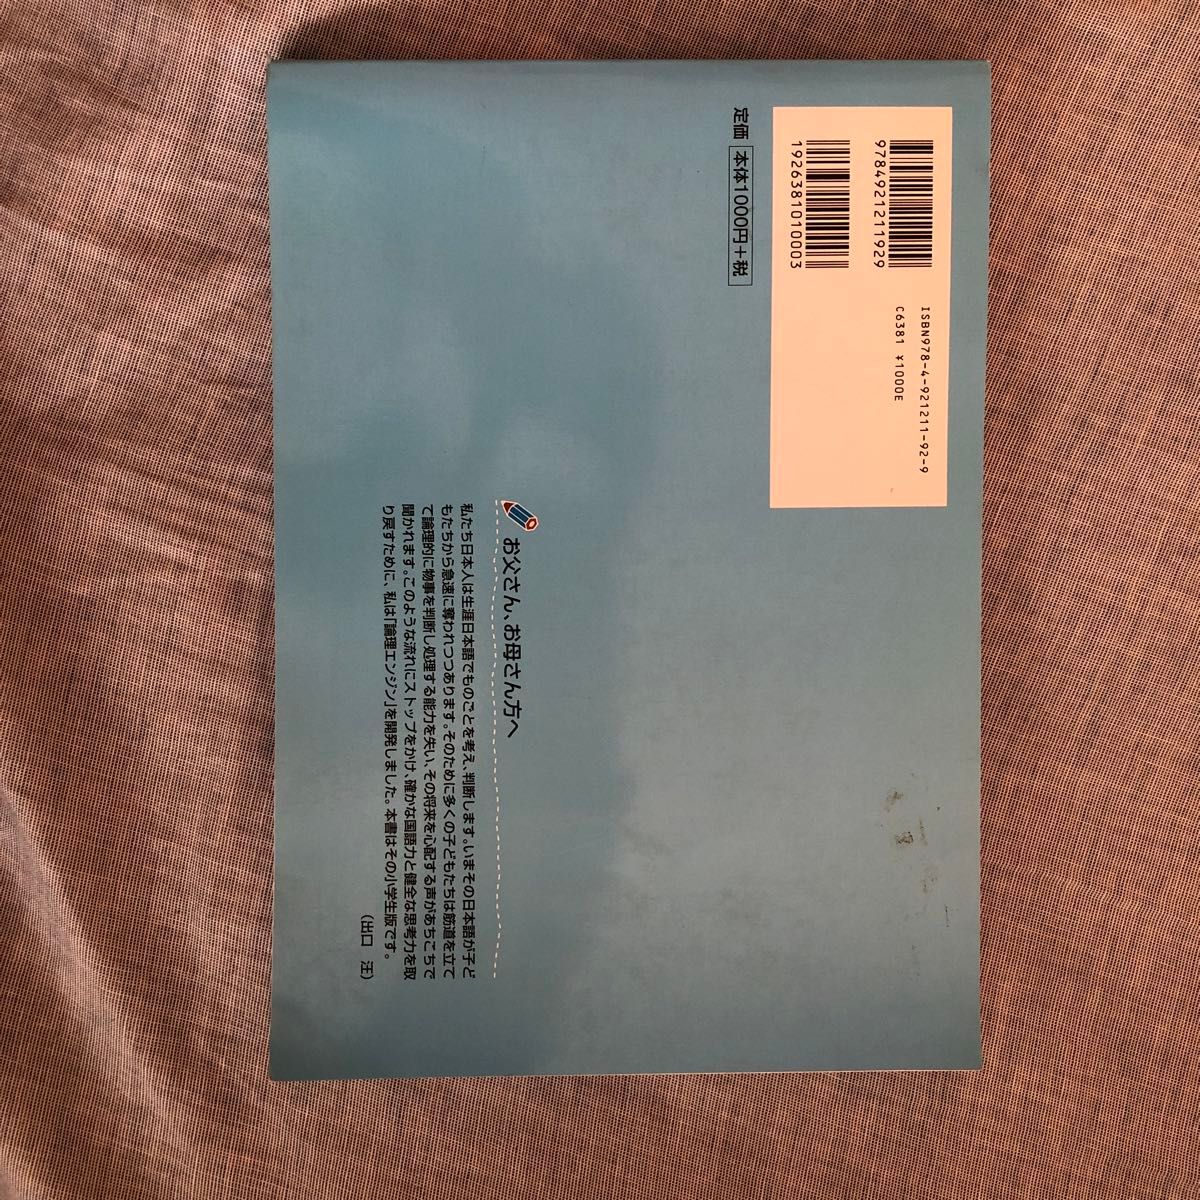 9784921211929
1926381010003
ISBN978-4-921211-92-9
C6381 ¥1000E
定価 本体1000円+税
お父さん、お母さん方へ
私たち日本人は生涯日本語でものごとを考え、判断します。いまその日本語が子ど
もたちから急速に奪われつつあります。そのために多くの子どもたちは筋道を立て
て論理的に物事を判断し処理する能力を失い、その将来を心配する声があちこちで
聞かれます。このような流れにストップをかけ、確かな国語力と健全な思考力を取
り戻すために、私は「論理エンジン」を開発しました。本書はその小学生版です。
(出口 汪)